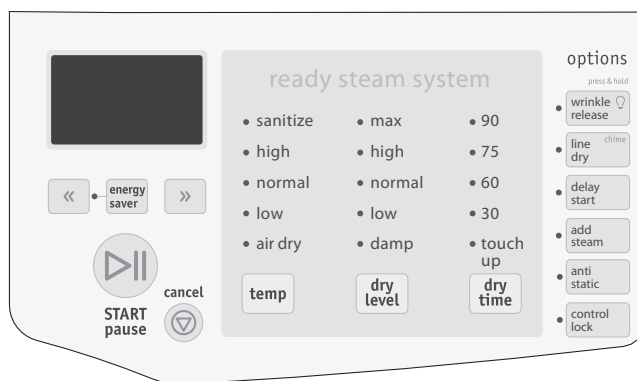 ready steam system
sanitize
high
normal
low
air dry
temp
max
high
normal
low
damp
dry
level
90
75
60
30
touch
up
dry
time
«
energy
saver
»
START
pause
cancel
options
press & hold
wrinkle
release
line
dry
chime
delay
start
add
steam
anti
static
control
lock